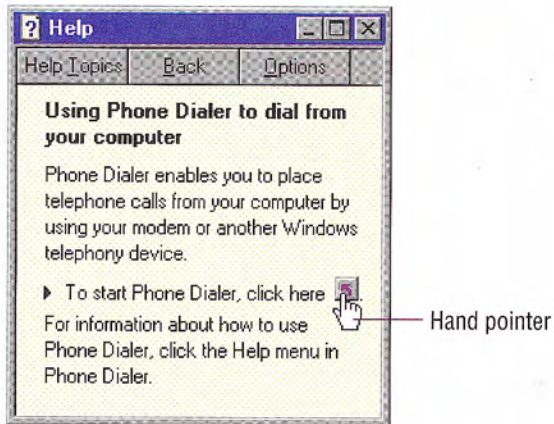 ? Help
Help Topics Back Options
Using Phone Dialer to dial from
your computer
Phone Dialer enables you to place
telephone calls from your computer by
using your modem or another Windows
telephony device.
To start Phone Dialer, click here .
For information about how to use
Phone Dialer, click the Help menu in
Phone Dialer.
Hand pointer